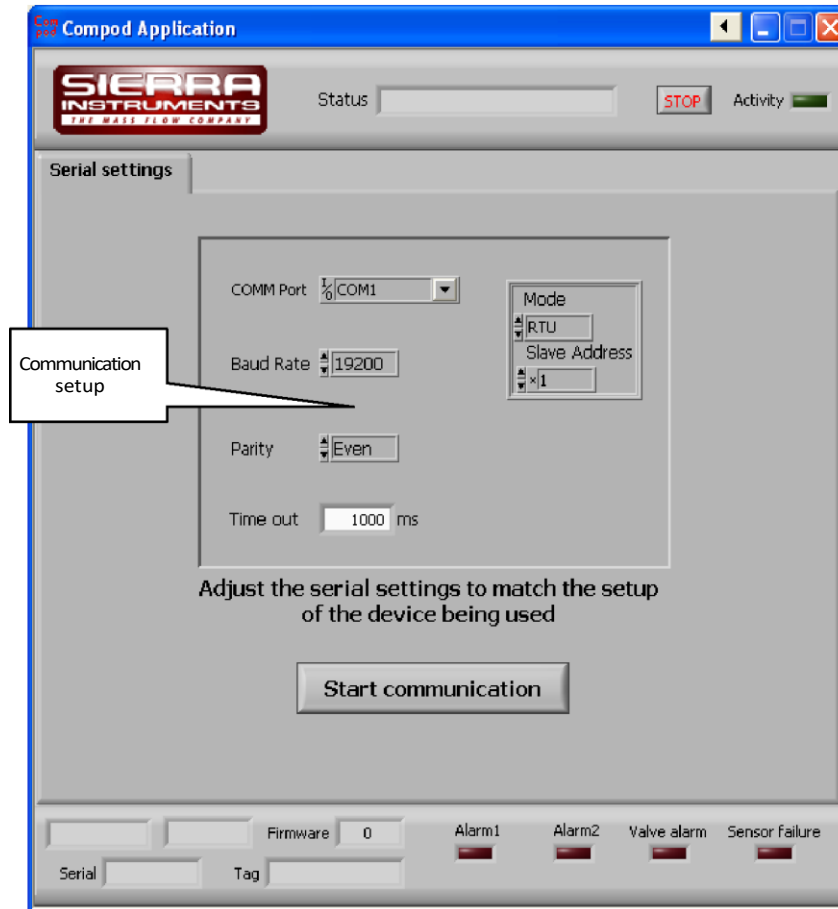 Com
pod Compod Application
SIERRA
INSTRUMENTS
THE MASS FLOW COMPANY
Status
STOP
Activity
Serial settings
COMM Port I/O COM1
Mode
RTU
Slave Address
×1
Communication
setup
Baud Rate 19200
Parity Even
Time out 1000 ms
Adjust the serial settings to match the setup
of the device being used
Start communication
Firmware 0
Alarm1 Alarm2 Valve alarm Sensor failure
Serial Tag